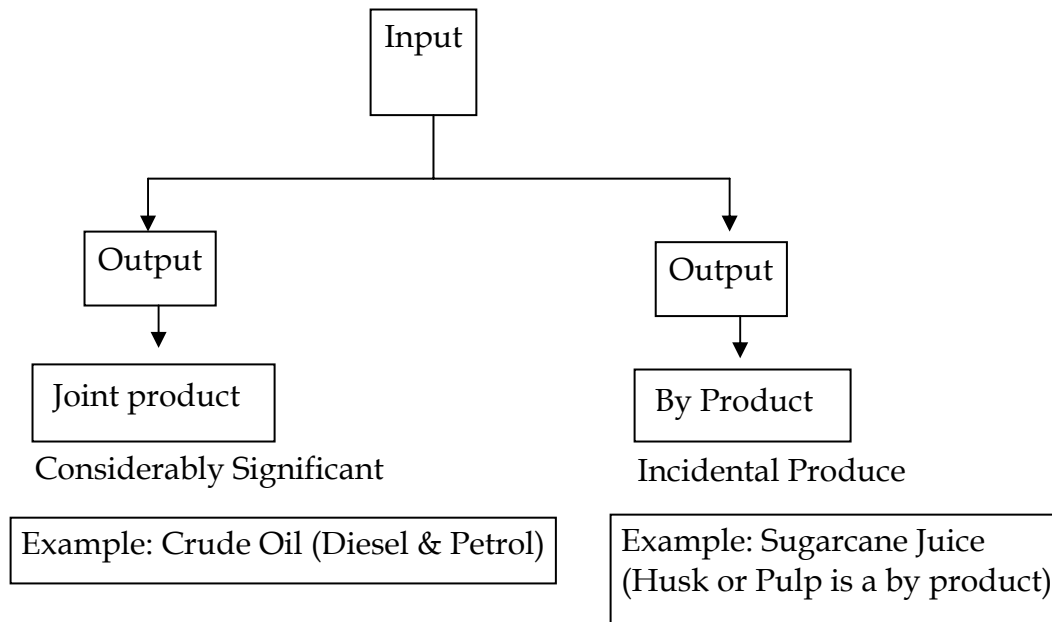 Input
Output
Output
Joint product
By Product
Considerably Significant
Incidental Produce
Example: Crude Oil (Diesel & Petrol)
Example: Sugarcane Juice
(Husk or Pulp is a by product)